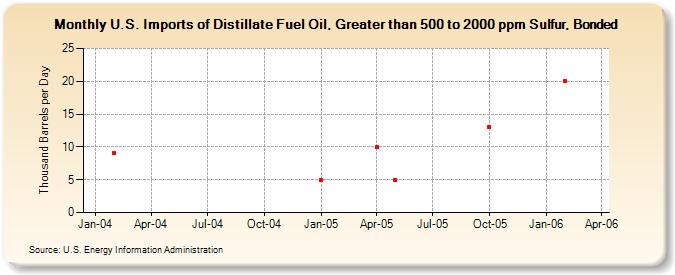 Monthly U.S. Imports of Distillate Fuel Oil, Greater than 500 to 2000 ppm Sulfur, Bonded
Thousand Barrels per Day
25
20
15
10
5
0
Jan-04 Apr-04 Jul-04 Oct-04 Jan-05 Apr-05 Jul-05 Oct-05 Jan-06 Apr-06
Source: U.S. Energy Information Administration